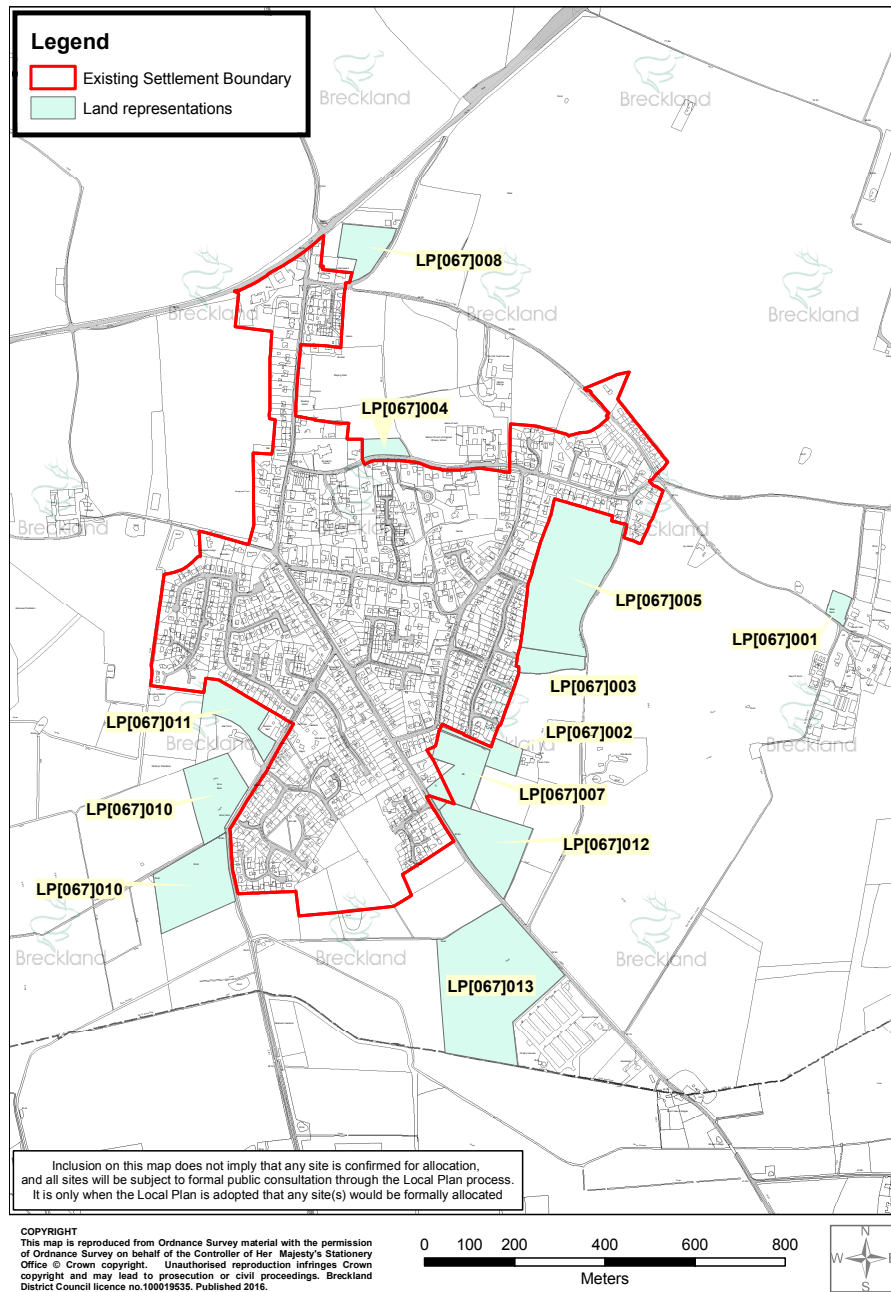 Legend
Existing Settlement Boundary
Land representations
Breckland
Breckland
LP[067]008
Breckland
Breckland
Breckland
LP[067]004
Breckland
Breckland
Breckland
LP[067]005
LP[067]001
LP[067]003
LP[067]011
LP[067]002
Breckland
Breckland
Breckland
LP[067]007
LP[067]010
LP[067]012
LP[067]010
Breckland
Breckland
Breckland
LP[067]013
Inclusion on this map does not imply that any site is confirmed for allocation,
and all sites will be subject to formal public consultation through the Local Plan process.
It is only when the Local Plan is adopted that any site(s) would be formally allocated
COPYRIGHT
This map is reproduced from Ordnance Survey material with the permission
of Ordnance Survey on behalf of the Controller of Her Majesty's Stationery
Office © Crown copyright. Unauthorised reproduction infringes Crown
copyright and may lead to prosecution or civil proceedings. Breckland
District Council licence no.100019535. Published 2016.
0 100 200 400 600 800
Meters
N
W E
S